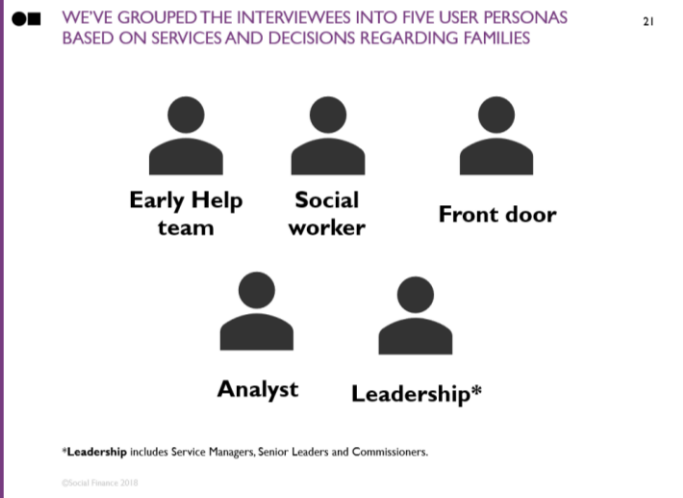 WE'VE GROUPED THE INTERVIEWEES INTO FIVE USER PERSONAS
BASED ON SERVICES AND DECISIONS REGARDING FAMILIES
21
Early Help
team
Social
worker
Front door
Analyst
Leadership*
*Leadership includes Service Managers, Senior Leaders and Commissioners.
©Social Finance 2018